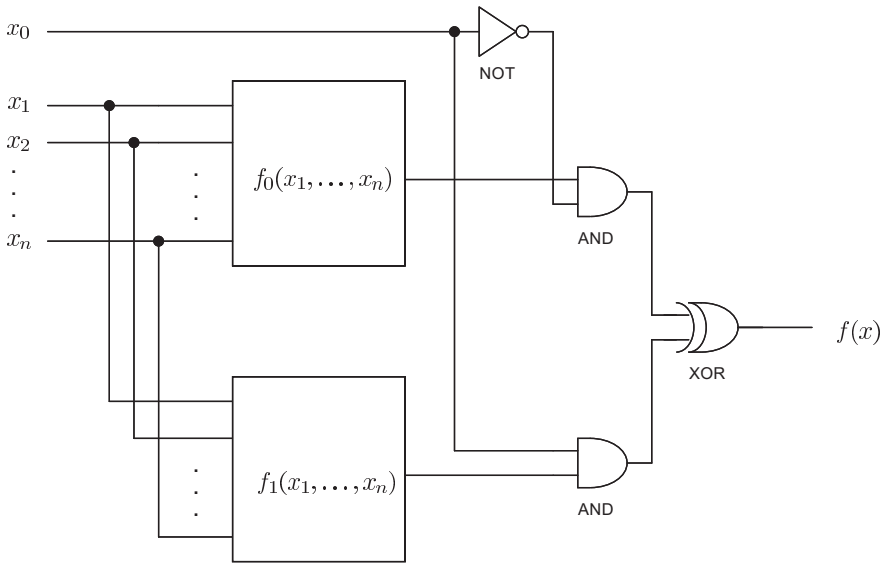 x₀
NOT
x₁
x₂
.
.
.
xₙ
.
.
.
f₀(x₁,...,xₙ)
AND
f(x)
XOR
f₁(x₁,...,xₙ)
.
.
.
AND